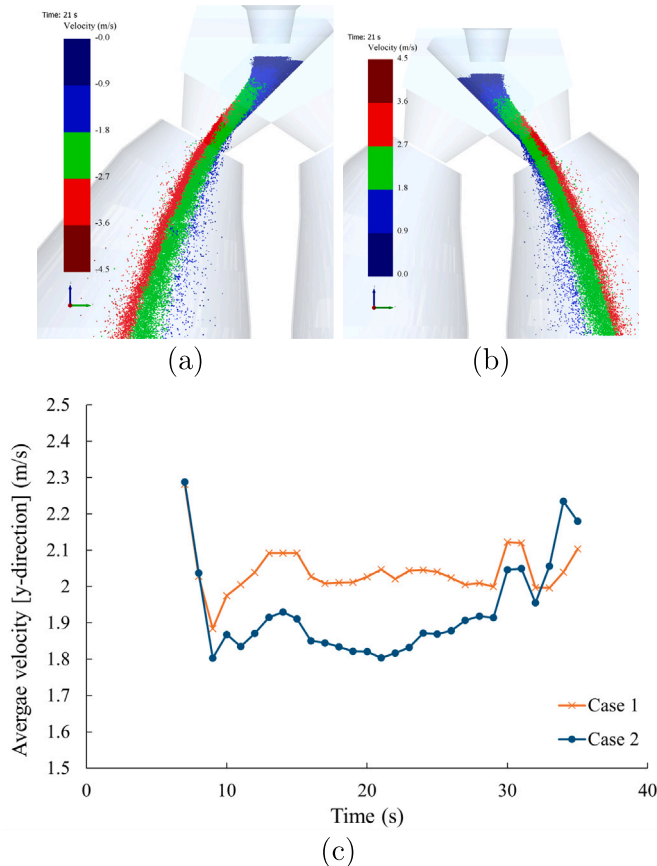 Time: 21 s
Velocity (m/s)
-0.0
-0.9
-1.8
-2.7
-3.6
-4.5
(a)
Time: 21 s
Velocity (m/s)
4.5
3.6
2.7
1.8
0.9
0.0
(b)
Avergae velocity [y-direction] (m/s)
2.5
2.4
2.3
2.2
2.1
2
1.9
1.8
1.7
1.6
1.5
Case 1
Case 2
0
10
20
30
40
Time (s)
(c)